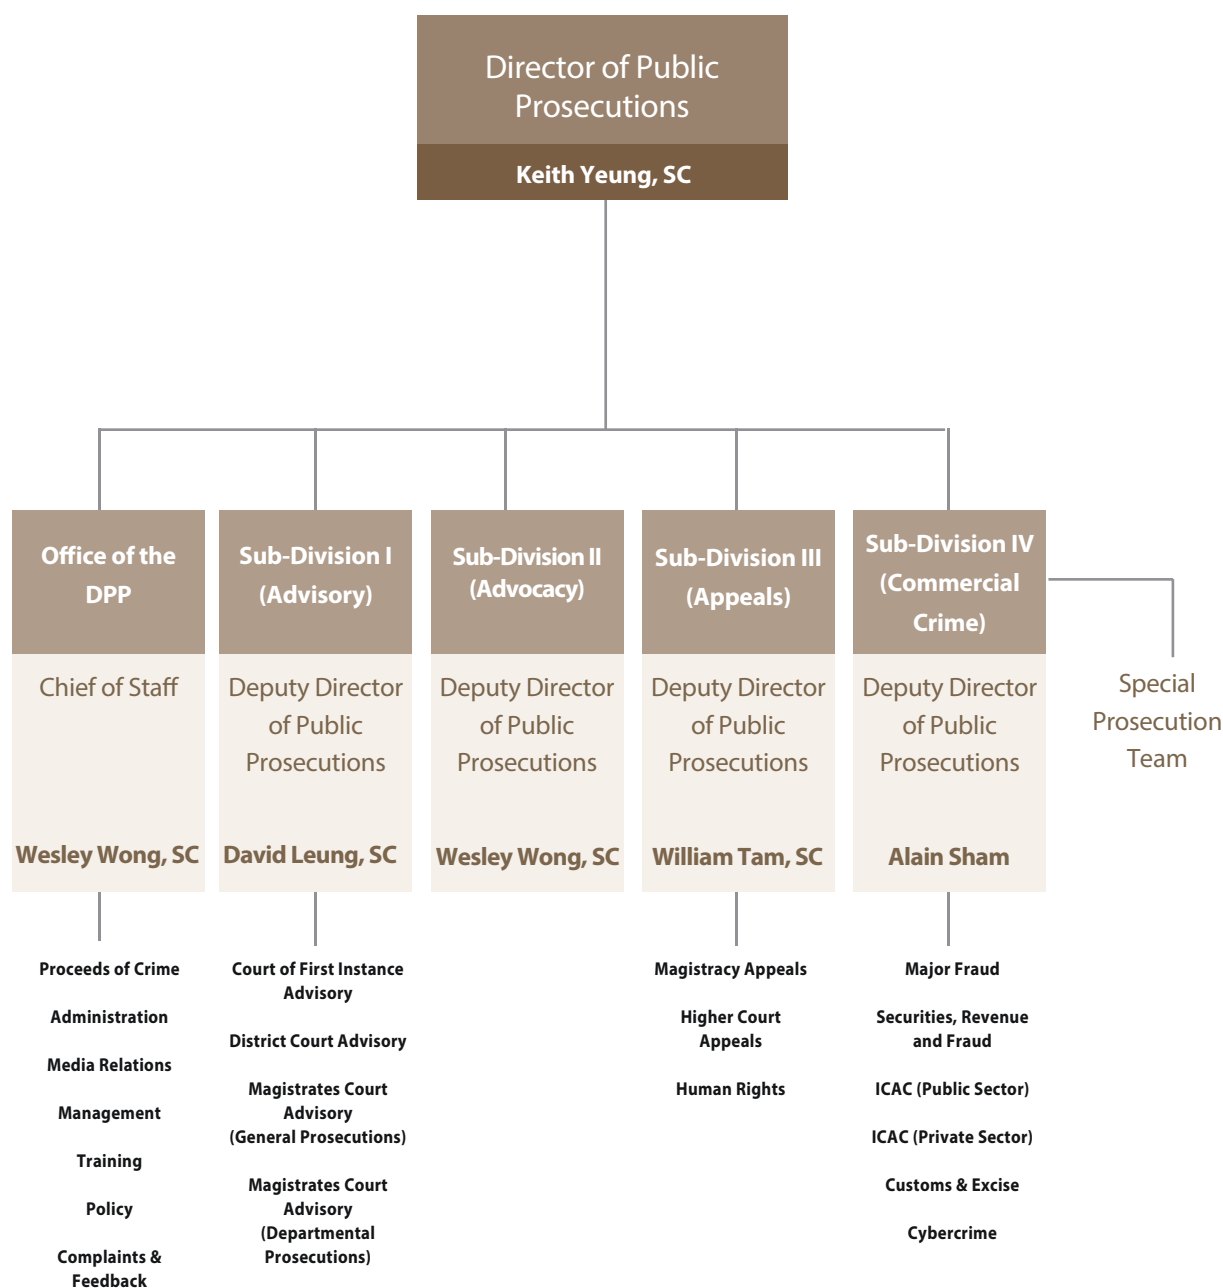 Director of Public
Prosecutions
Keith Yeung, SC
Office of the
DPP
Chief of Staff
Wesley Wong, SC
Proceeds of Crime
Administration
Media Relations
Management
Training
Policy
Complaints &
Feedback
Sub-Division I
(Advisory)
Deputy Director
of Public
Prosecutions
David Leung, SC
Court of First Instance
Advisory
District Court Advisory
Magistrates Court
Advisory
(General Prosecutions)
Magistrates Court
Advisory
(Departmental
Prosecutions)
Sub-Division II
(Advocacy)
Deputy Director
of Public
Prosecutions
Wesley Wong, SC
Sub-Division III
(Appeals)
Deputy Director
of Public
Prosecutions
William Tam, SC
Magistracy Appeals
Higher Court
Appeals
Human Rights
Sub-Division IV
(Commercial
Crime)
Deputy Director
of Public
Prosecutions
Alain Sham
Major Fraud
Securities, Revenue
and Fraud
ICAC (Public Sector)
ICAC (Private Sector)
Customs & Excise
Cybercrime
Special
Prosecution
Team